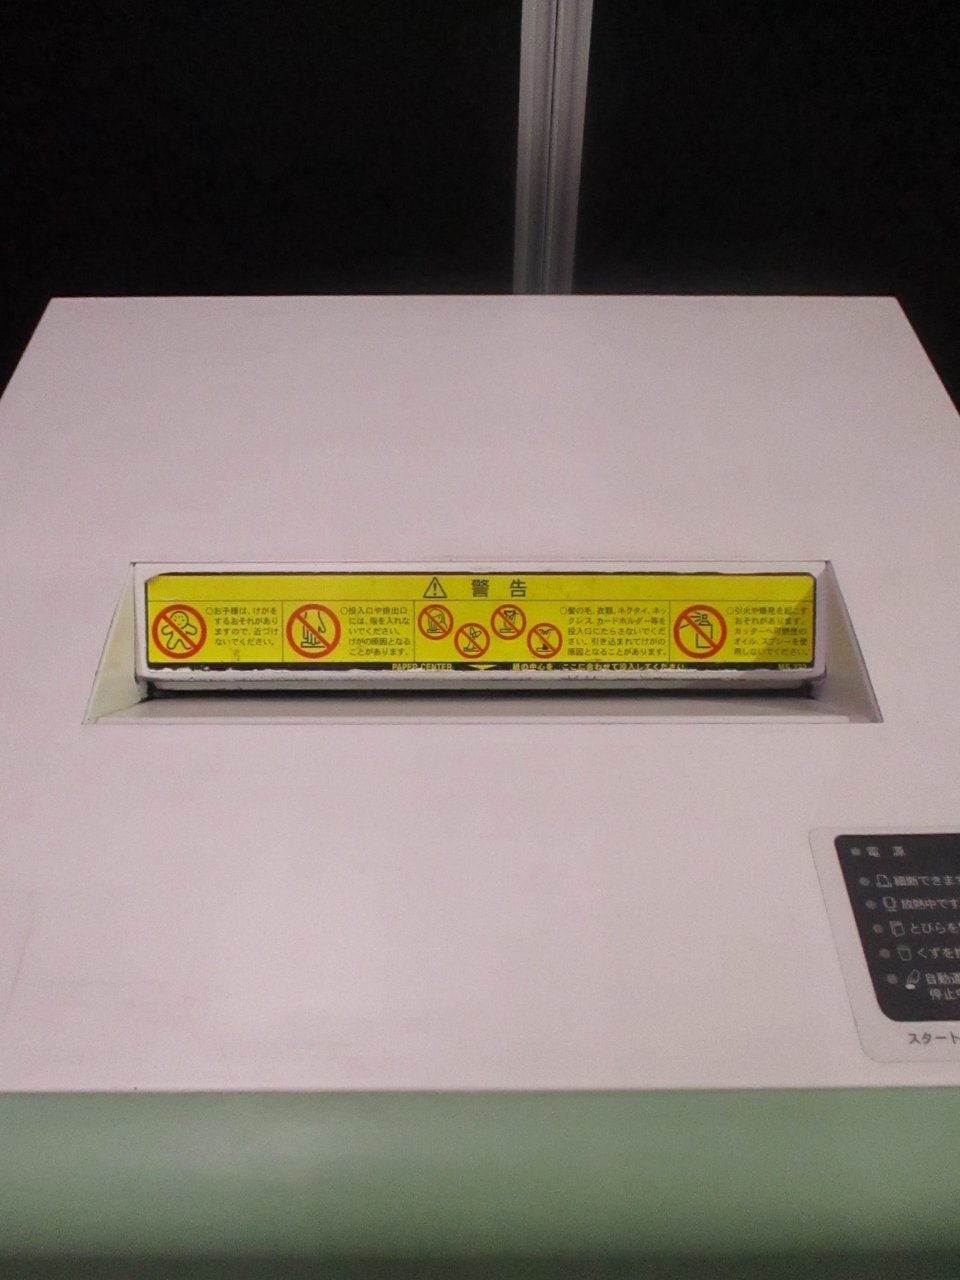 警告
○お子様は、けがを
するおそれがあり
ますので、近づけ
ないでください。
○投入口や排出口
には、指を入れな
いでください。
けがの原因となる
ことがあります。
○髪の毛、衣類、ネクタイ、ネッ
クレス、カードホルダー等を
投入口にたらさないでくだ
さい。引き込まれてけがの
原因となることがあります。
○引火や爆発を起こす
おそれがあります。
カッターへ可燃性の
オイル、スプレーを使
用しないでください。
PAPER CENTER 紙の中心を ここに合わせて投入してください
電源
細断できます
放熱中です
とびらを
くずを
自動運
停止中
スタート